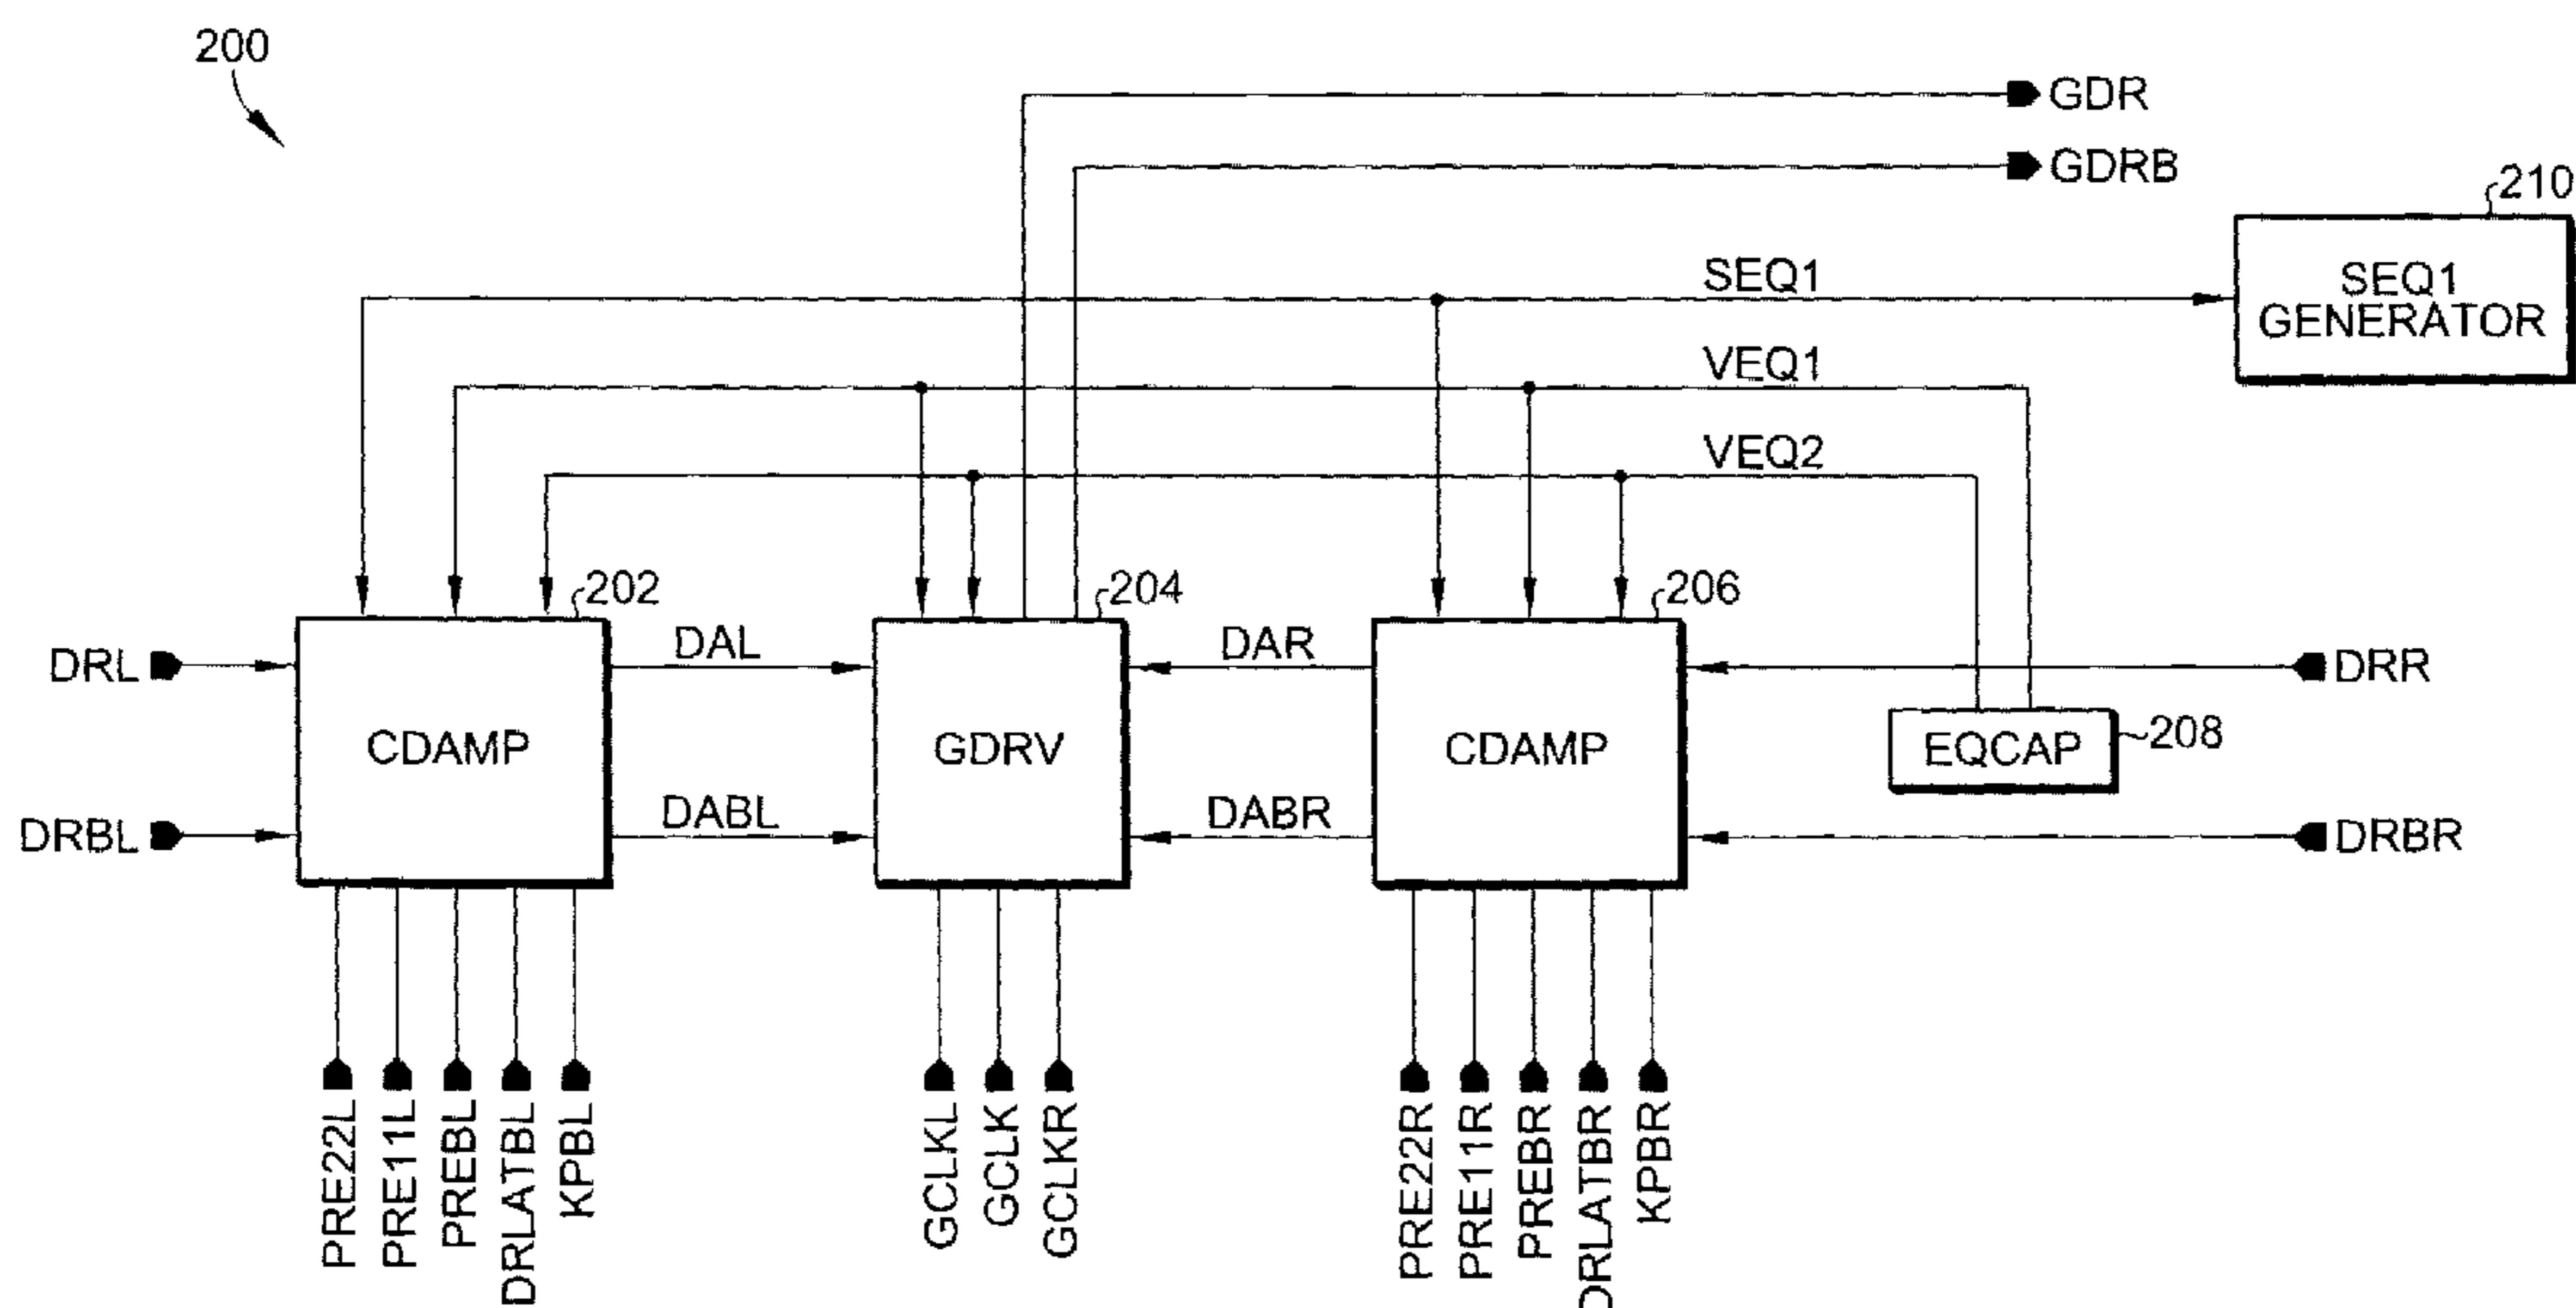 200
GDR
GDRB
210
SEQ1
SEQ1
GENERATOR
VEQ1
VEQ2
202
204
206
DRL
DAL
DAR
DRR
CDAMP
GDRV
CDAMP
EQCAP
208
DRBL
DABL
DABR
DRBR
PRE22L
PRE11L
PREBL
DRLATBL
KPBL
GCLKL
GCLK
GCLKR
PRE22R
PRE11R
PREBR
DRLATBR
KPBR